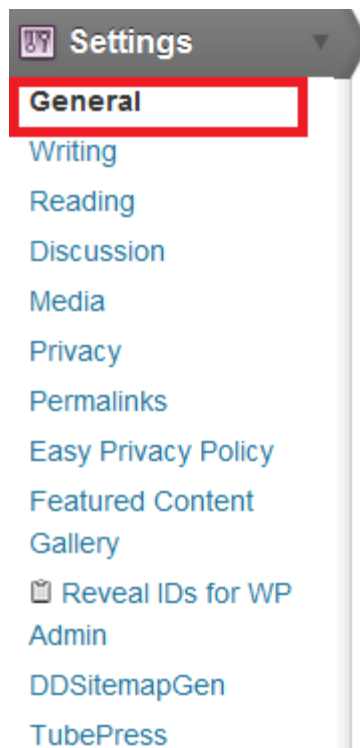 Settings
General
Writing
Reading
Discussion
Media
Privacy
Permalinks
Easy Privacy Policy
Featured Content
Gallery
Reveal IDs for WP
Admin
DDSitemapGen
TubePress